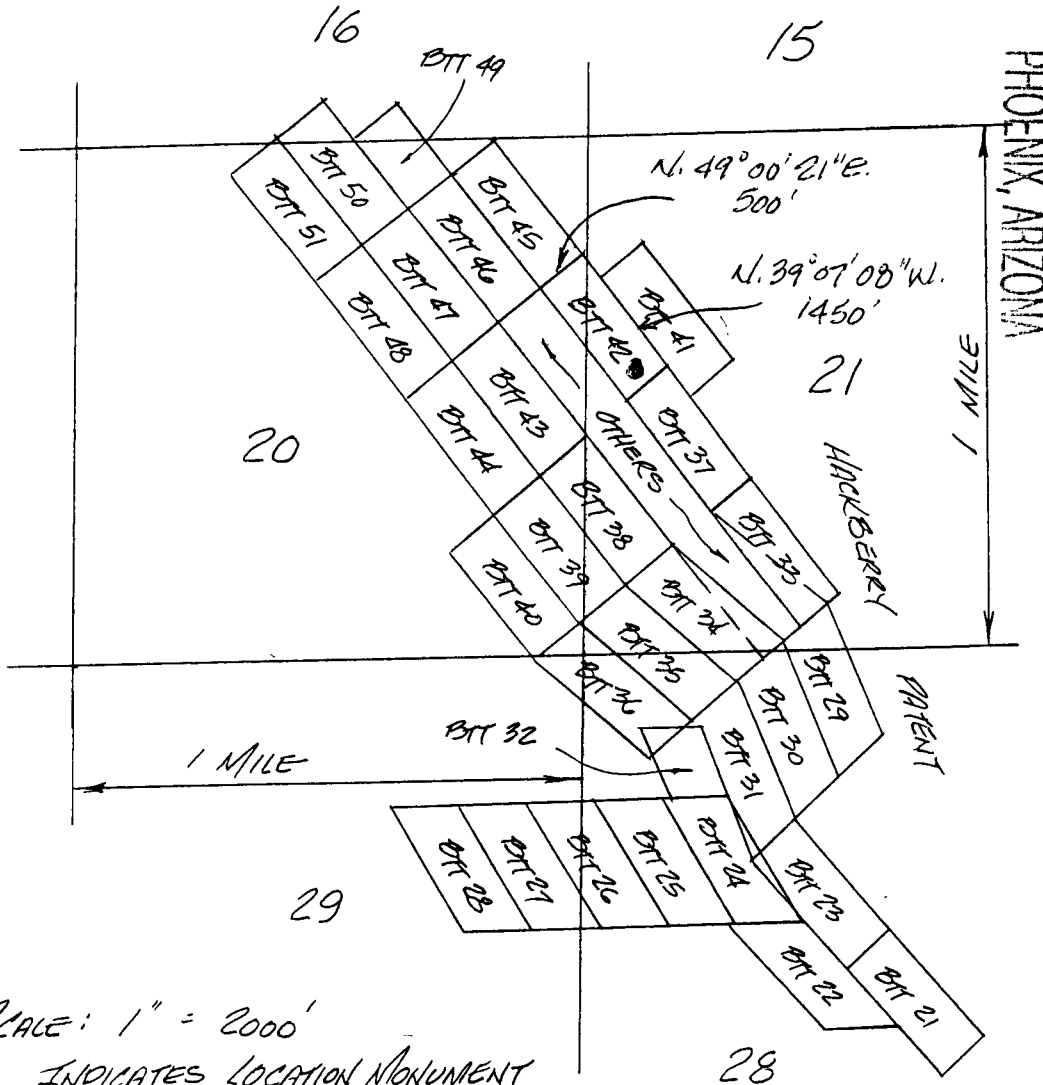 16
15
PHOENIX, ARIZONA
BTT 49
N. 49°00'21"E.
500'
BTT 50
BTT 51
BTT 45
BTT 46
N. 39°07'08"W.
1450'
BTT 47
BTT 48
BTT 42
BTT 41
21
1 MILE
20
BTT 43
BTT 44
OTHERS
BTT 37
HACKBERRY
BTT 38
BTT 33
BTT 39
BTT 40
BTT 34
BTT 35
BTT 36
BTT 29
PATENT
BTT 30
BTT 32
BTT 31
1 MILE
BTT 28
BTT 27
BTT 26
BTT 25
BTT 24
BTT 23
29
BTT 22
BTT 21
SCALE: 1" = 2000'
INDICATES LOCATION MONUMENT
28